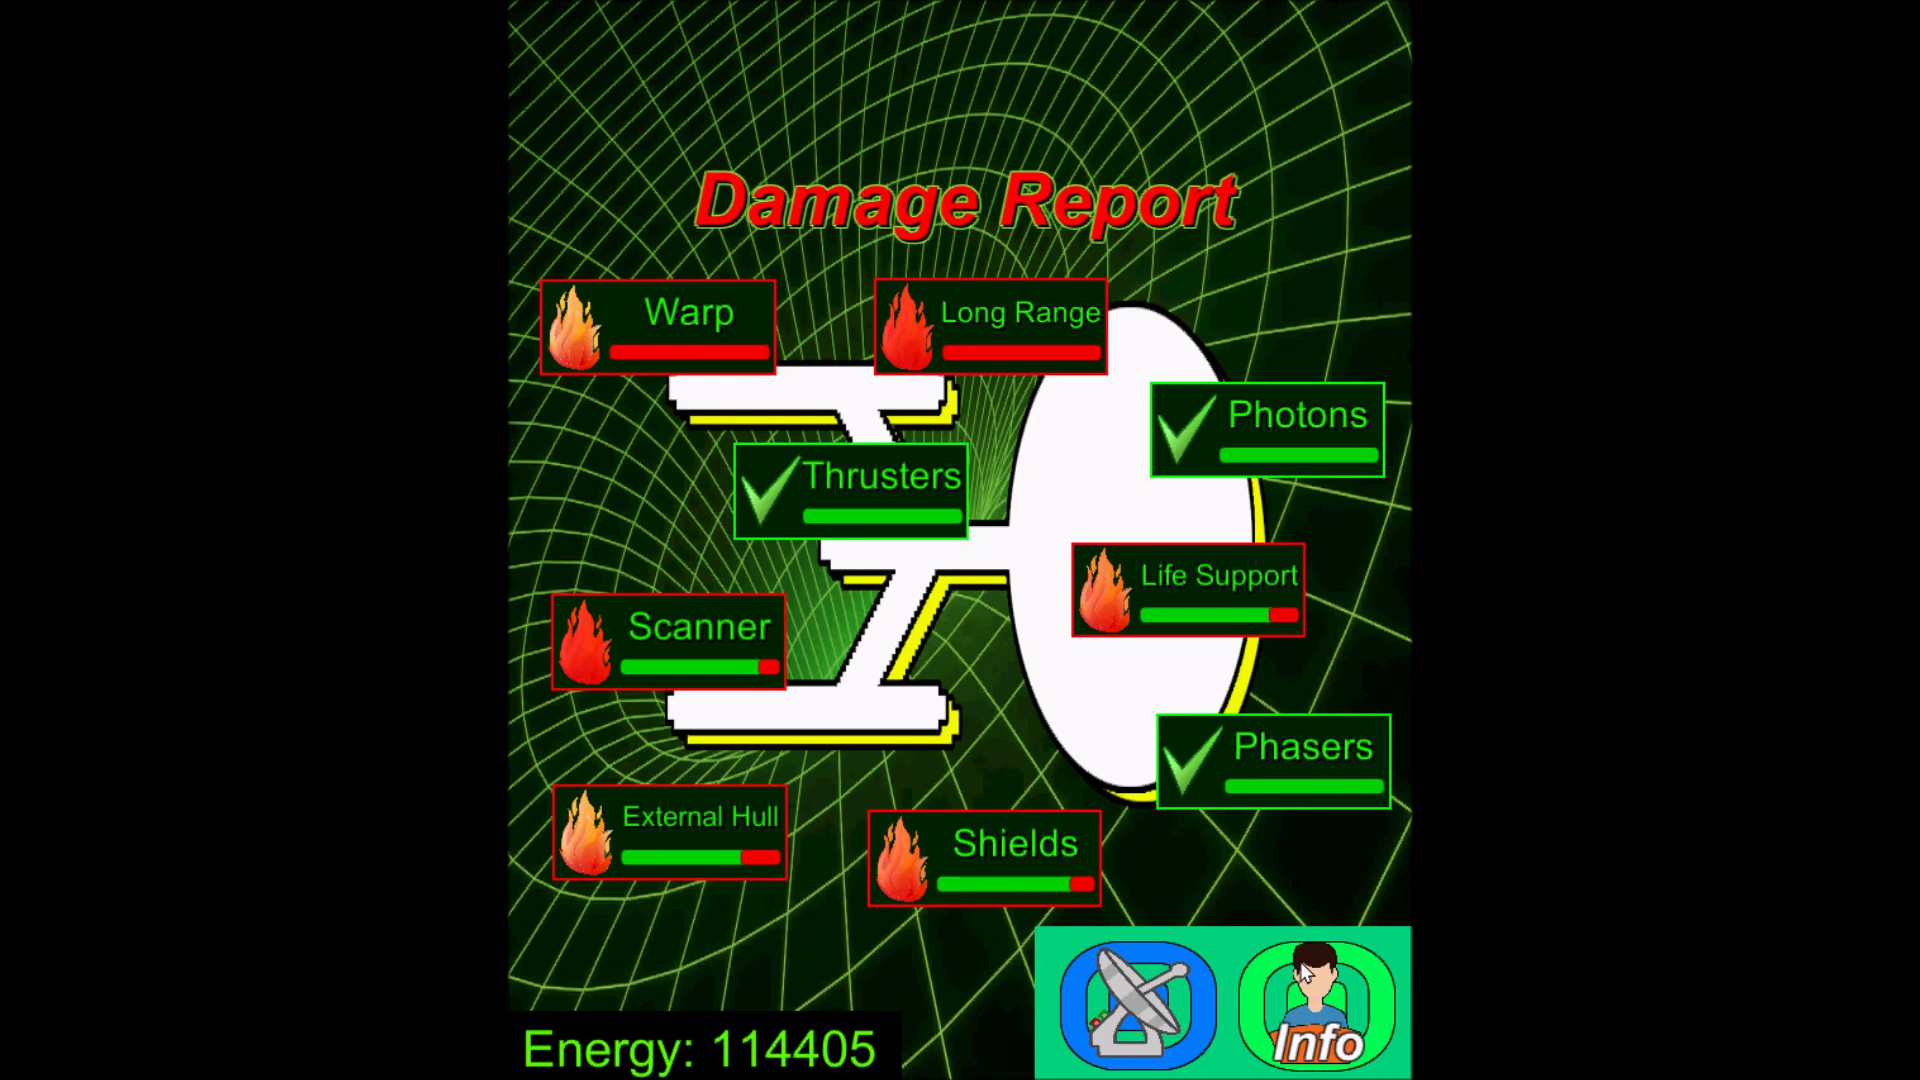 Damage Report
Warp
Long Range
Photons
Thrusters
Life Support
Scanner
Phasers
External Hull
Shields
Info
Energy: 114405